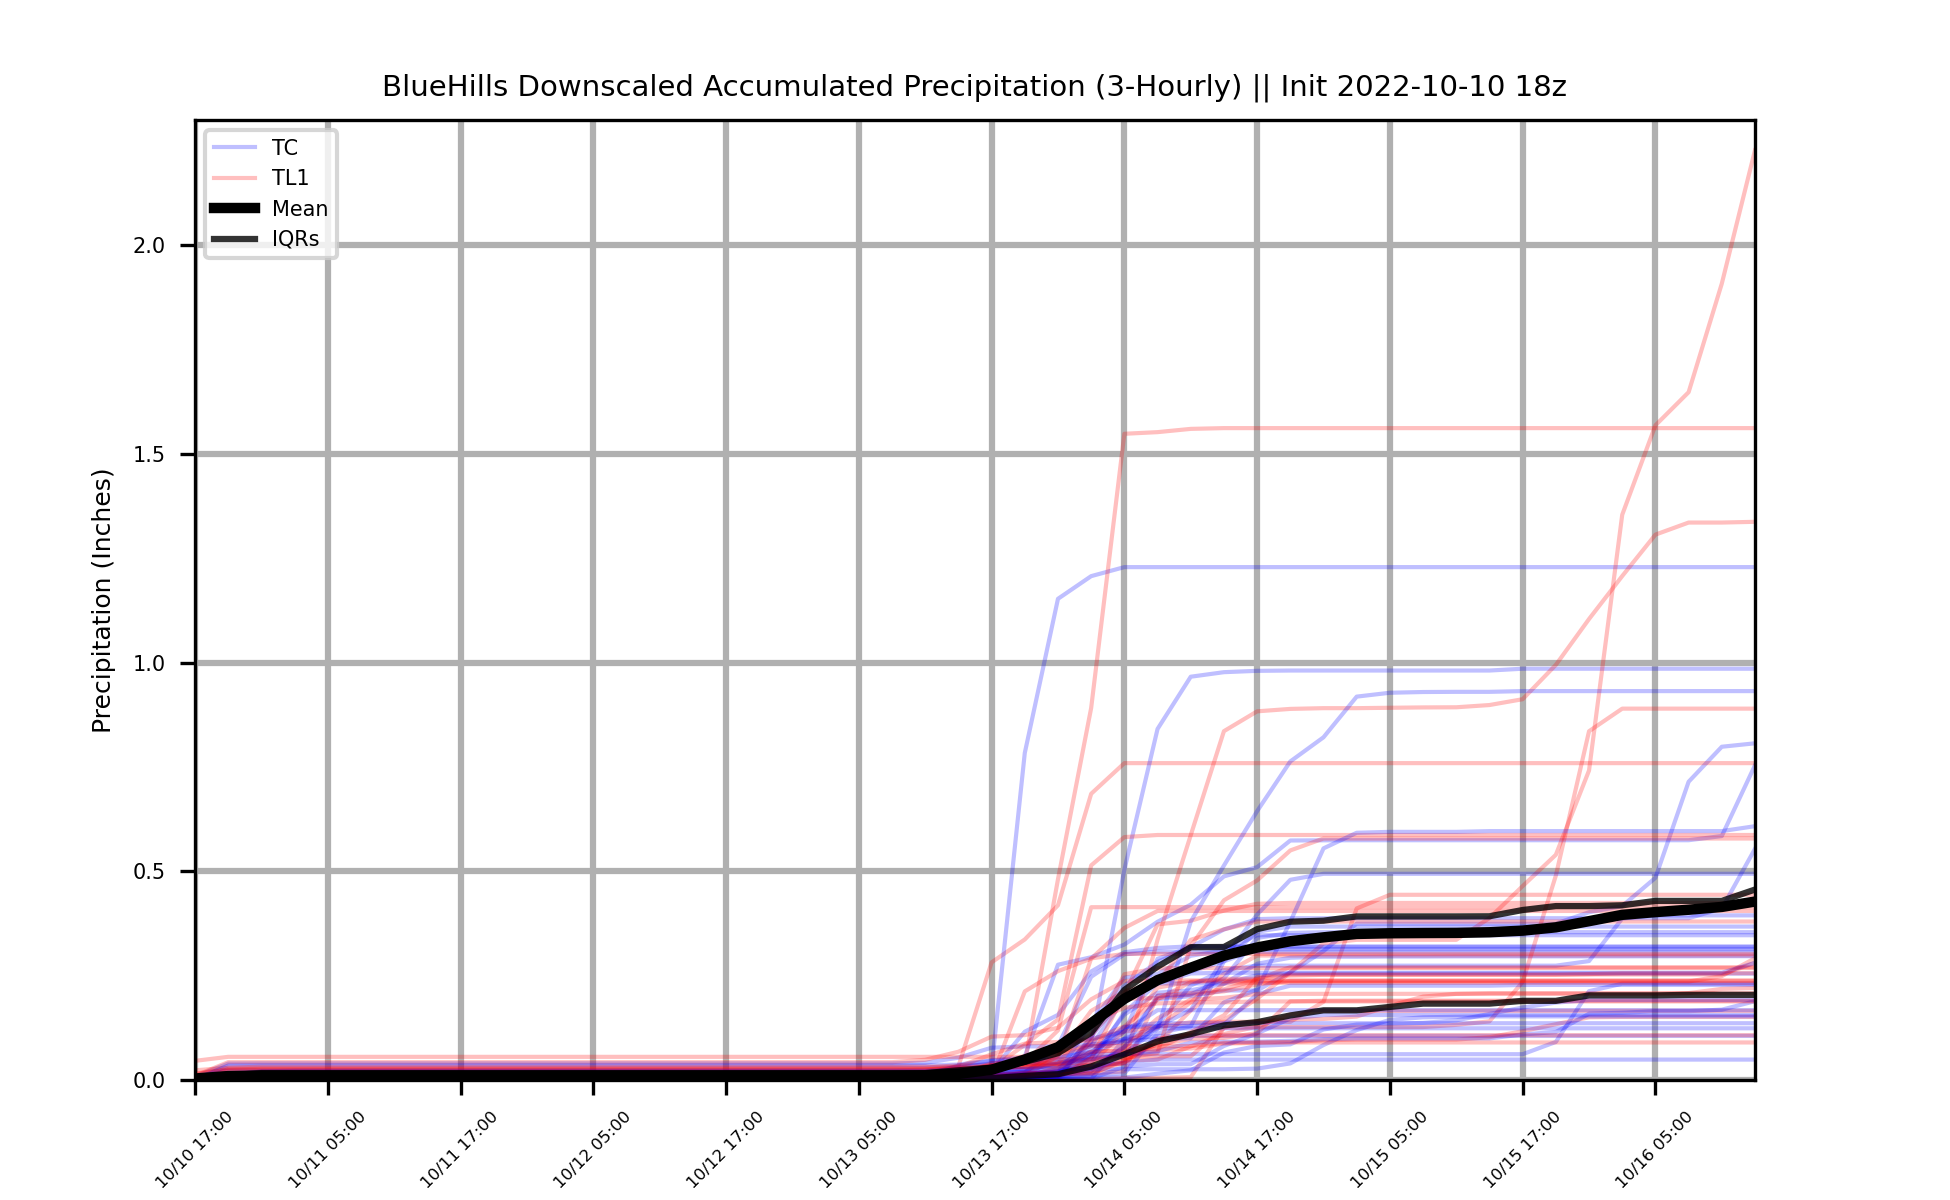 BlueHills Downscaled Accumulated Precipitation (3-Hourly) || Init 2022-10-10 18z
TC
TL1
Mean
IQRs
Precipitation (Inches)
2.0
1.5
1.0
0.5
0.0
10/10 17:00
10/11 05:00
10/11 17:00
10/12 05:00
10/12 17:00
10/13 05:00
10/13 17:00
10/14 05:00
10/14 17:00
10/15 05:00
10/15 17:00
10/16 05:00